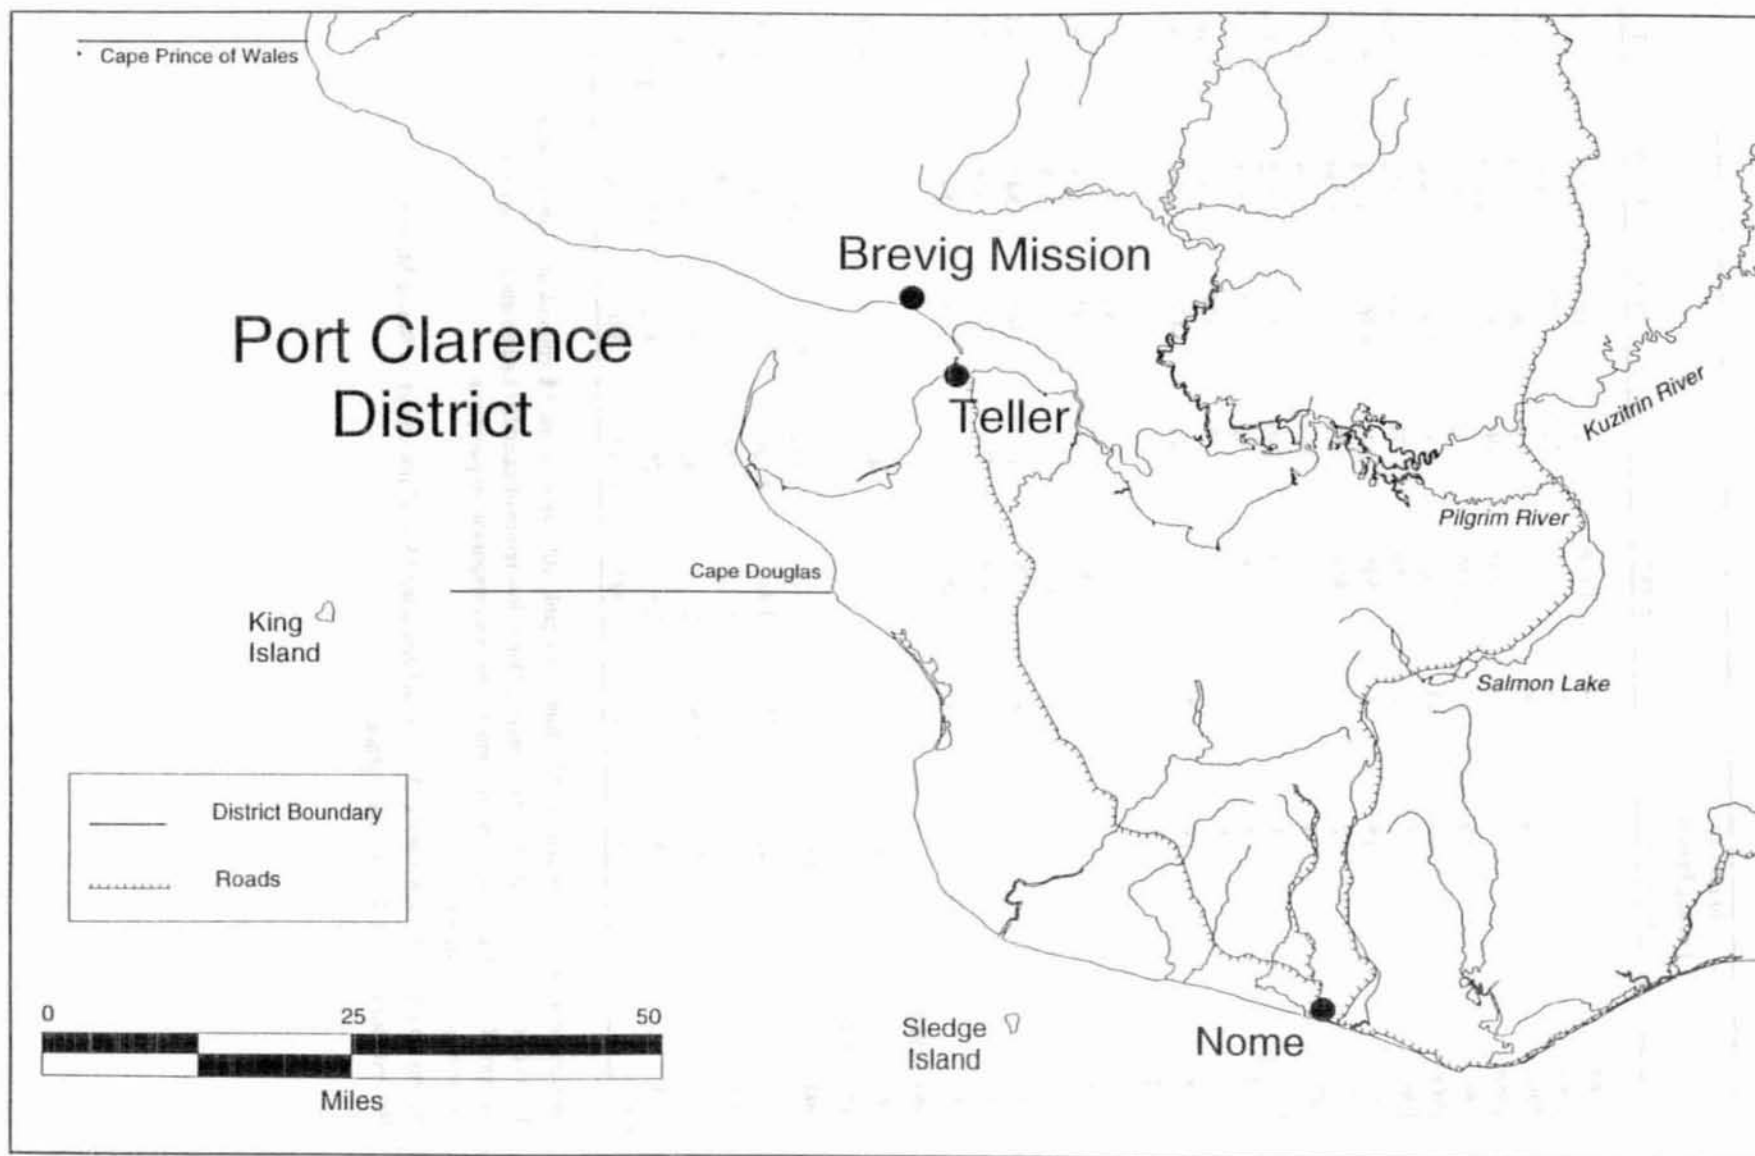 Cape Prince of Wales
Brevig Mission
Port Clarence
District
Teller
Kuzitrin River
Pilgrim River
Cape Douglas
King
Island
Salmon Lake
District Boundary
Roads
0 25 50
Miles
Sledge
Island
Nome